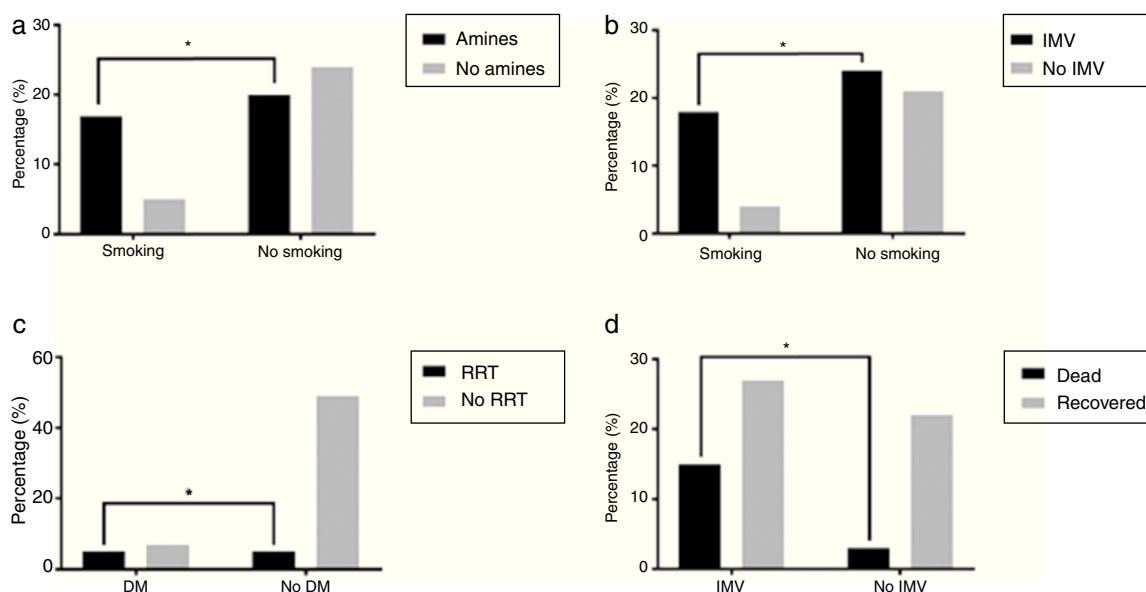 a
30
20
10
0
Percentage (%)
*
Amines
No amines
Smoking
No smoking
b
30
20
10
0
Percentage (%)
*
IMV
No IMV
Smoking
No smoking
c
60
40
20
0
Percentage (%)
*
RRT
No RRT
DM
No DM
d
30
20
10
0
Percentage (%)
*
Dead
Recovered
IMV
No IMV